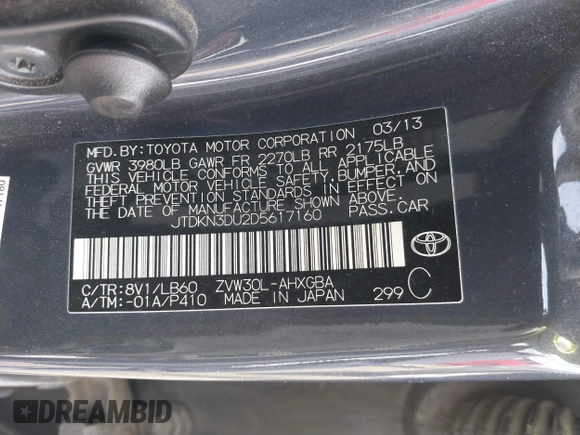 MFD. BY: TOYOTA MOTOR CORPORATION 03/13
GVWR 3980LB GAWR FR 2270LB RR 2175LB
THIS VEHICLE CONFORMS TO ALL APPLICABLE
FEDERAL MOTOR VEHICLE SAFETY, BUMPER, AND
THEFT PREVENTION STANDARDS IN EFFECT ON
THE DATE OF MANUFACTURE SHOWN ABOVE.
JTDKN3DU2D5617160 PASS. CAR
TOYOTA
C/TR: 8V1/LB60 ZVW30L-AHXGBA
A/TM: -01A/P410 MADE IN JAPAN 299 C
DREAMBID